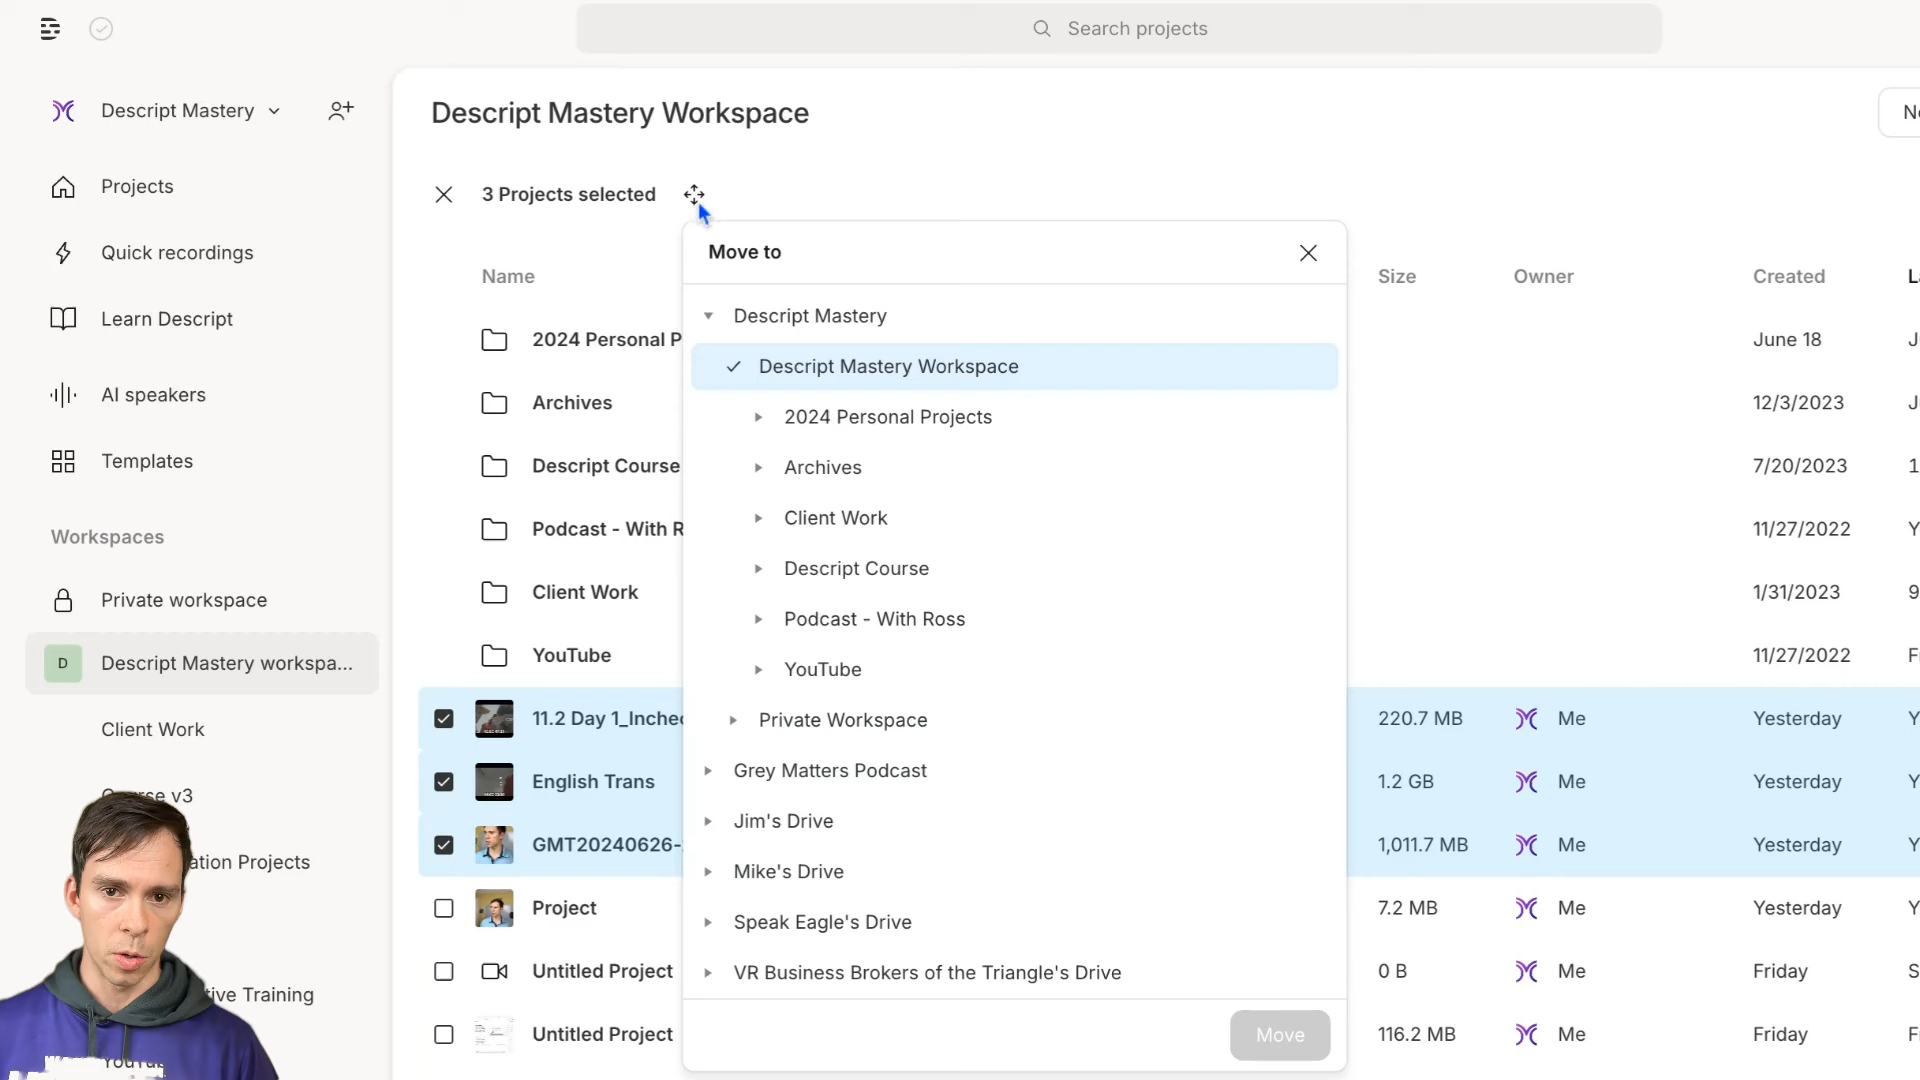 Search projects
Descript Mastery
Projects
Quick recordings
Learn Descript
AI speakers
Templates
Workspaces
Private workspace
D
Descript Mastery workspa...
Client Work
v3
ation Projects
tive Training
Descript Mastery Workspace
3 Projects selected
Name
Size
Owner
Created
2024 Personal P
June 18
Archives
12/3/2023
Descript Course
7/20/2023
Podcast - With R
11/27/2022
Client Work
1/31/2023
YouTube
11/27/2022
11.2 Day 1_Inche
220.7 MB
Me
Yesterday
English Trans
1.2 GB
Me
Yesterday
GMT20240626-
1,011.7 MB
Me
Yesterday
Project
7.2 MB
Me
Yesterday
Untitled Project
0 B
Me
Friday
Untitled Project
116.2 MB
Me
Friday
Move to
Descript Mastery
Descript Mastery Workspace
2024 Personal Projects
Archives
Client Work
Descript Course
Podcast - With Ross
YouTube
Private Workspace
Grey Matters Podcast
Jim's Drive
Mike's Drive
Speak Eagle's Drive
VR Business Brokers of the Triangle's Drive
Move